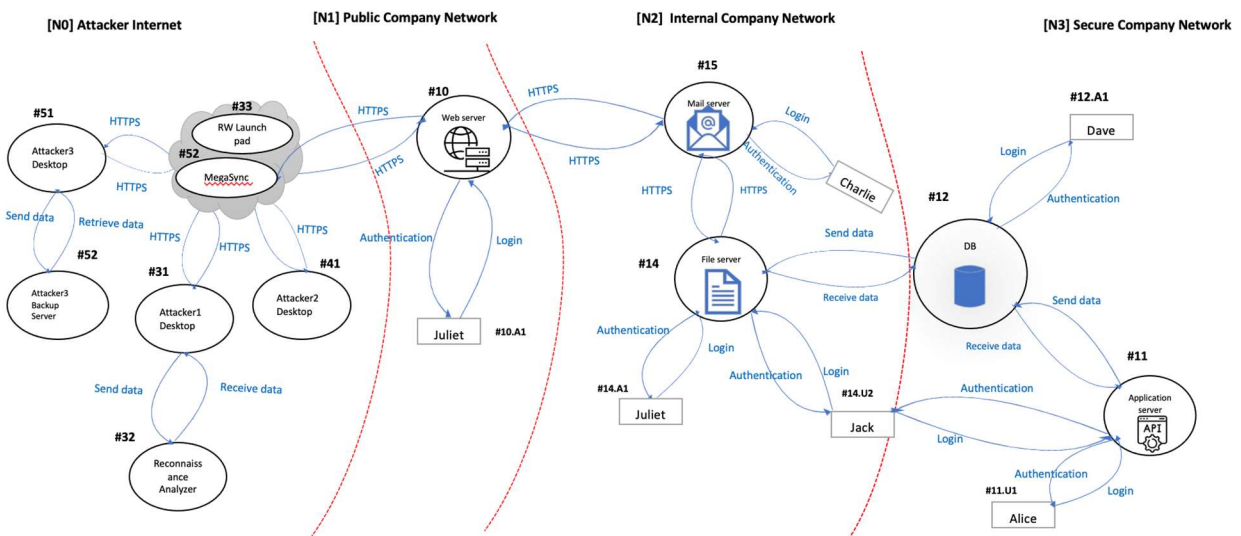 [N0] Attacker Internet
[N1] Public Company Network
[N2] Internal Company Network
[N3] Secure Company Network
#51
Attacker3
Desktop
HTTPS
HTTPS
#33
RW Launch
pad
#52
MegaSync
HTTPS
HTTPS
Send data
Retrieve data
#52
Attacker3
Backup
Server
HTTPS
HTTPS
HTTPS
#31
Attacker1
Desktop
#41
Attacker2
Desktop
Send data
Receive data
#32
Reconnaiss
ance
Analyzer
#10
Web server
Authentication
Login
Juliet
#10.A1
HTTPS
HTTPS
#15
Mail server
@
Login
Authentication
Charlie
HTTPS
HTTPS
#14
File server
Send data
Receive data
Authentication
Login
#14.A1
Juliet
Authentication
Login
#14.U2
Jack
#12.A1
Dave
Login
Authentication
#12
DB
Send data
Receive data
#11
Application
server
API
Authentication
Login
Authentication
Login
#11.U1
Alice